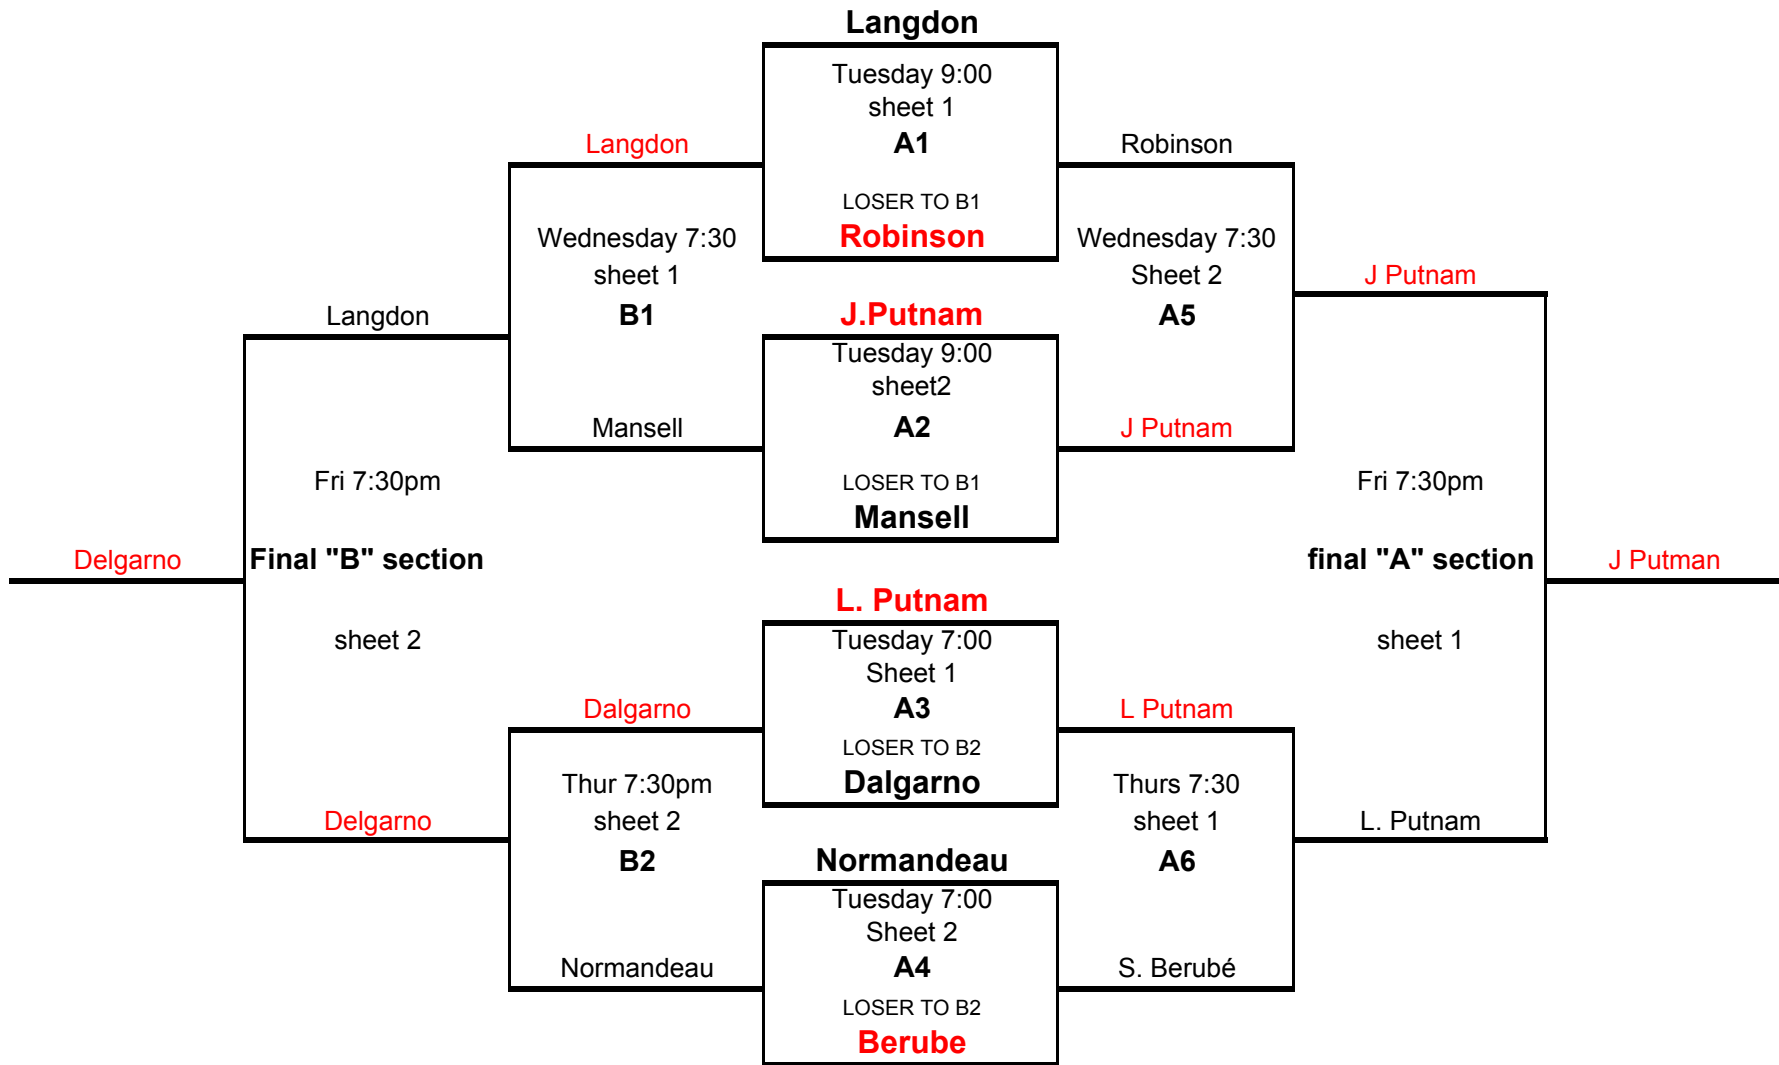 Langdon
Tuesday 9:00
sheet 1
Langdon
A1
Robinson
LOSER TO B1
Wednesday 7:30
Robinson
Wednesday 7:30
sheet 1
Sheet 2
J Putnam
Langdon
B1
J.Putnam
A5
Tuesday 9:00
sheet2
Mansell
A2
J Putnam
Fri 7:30pm
LOSER TO B1
Fri 7:30pm
Mansell
Delgarno
Final "B" section
final "A" section
J Putman
L. Putnam
sheet 2
Tuesday 7:00
sheet 1
Sheet 1
Dalgarno
A3
L Putnam
LOSER TO B2
Thur 7:30pm
Dalgarno
Thurs 7:30
Delgarno
sheet 2
sheet 1
L. Putnam
B2
Normandeau
A6
Tuesday 7:00
Sheet 2
Normandeau
A4
S. Berubé
LOSER TO B2
Berube